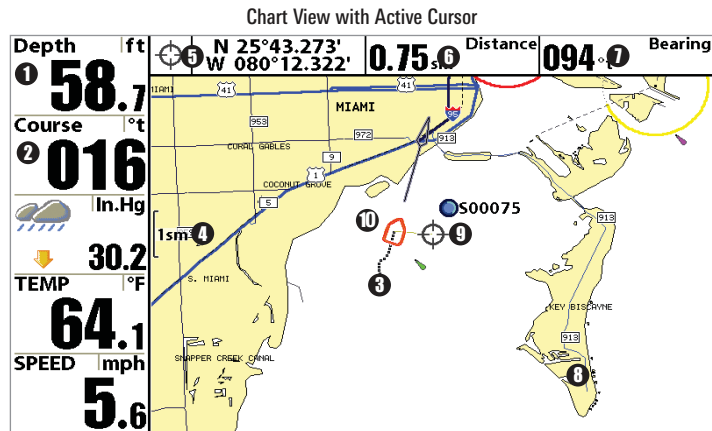 Chart View with Active Cursor
Depth ft
1 58.7
5 N 25°43.273'
W 080°12.322'
Distance
0.75 6
Bearing
094 °t 7
Course °t
2 016
In.Hg
30.2
TEMP °F
64.1
SPEED mph
5.6
IAMI
41
41
MIAMI
95
953
972
913
CORAL GABLES
9
1
COCONUT GROVE
5
1sm 4
10
S00075
9
3
913
S. MIAMI
KEY BISCAYNE
913
SNAPPER CREEK CANAL
8